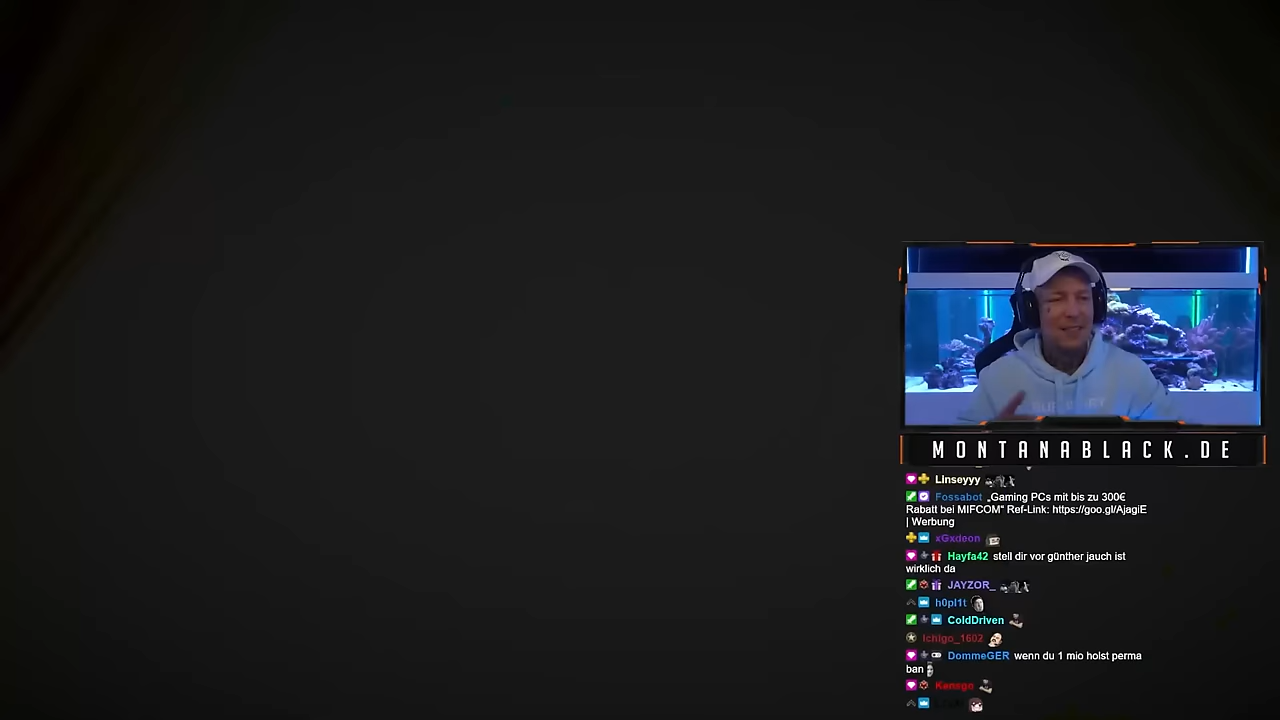 MONTANABLACK.DE
Linseyyy
Fossabot „Gaming PCs mit bis zu 300€
Rabatt bei MIFCOM“ Ref-Link: https://goo.gl/AjagiE
| Werbung
xGxdeon
Hayfa42 stell dir vor günther jauch ist
wirklich da
JAYZOR_
h0pl1t
ColdDriven
Ichigo_1602
DommeGER wenn du 1 mio holst perma
ban
Kensgo